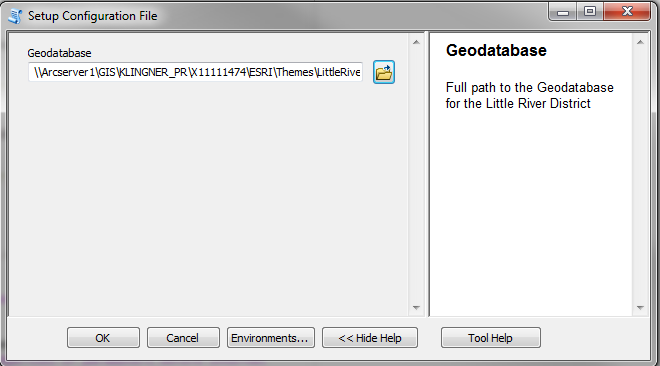 Setup Configuration File
Geodatabase
\\Arcserver1\GIS\KLINGNER_PR\X11111474\ESRI\Themes\LittleRive
Geodatabase
Full path to the Geodatabase
for the Little River District
OK
Cancel
Environments...
<< Hide Help
Tool Help